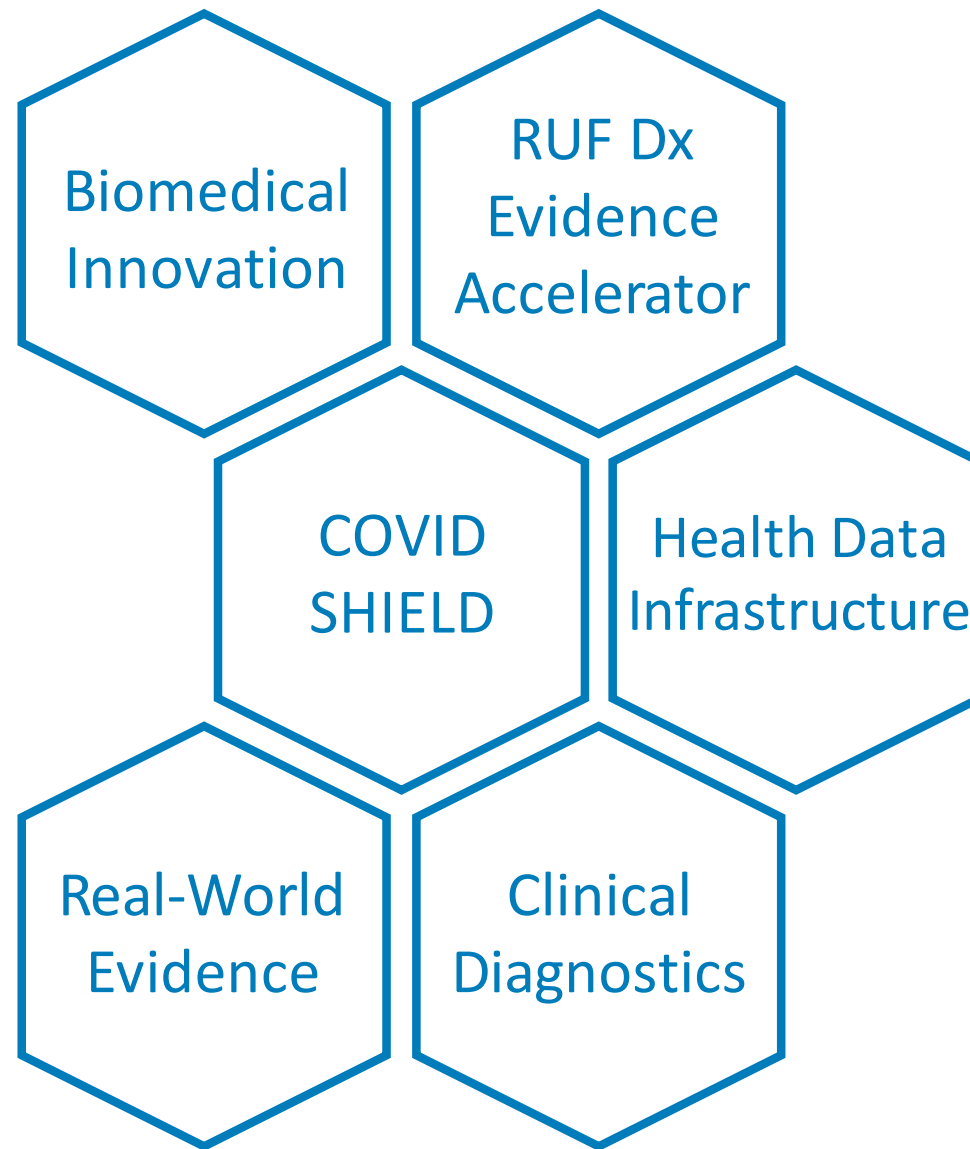 Biomedical
Innovation
RUF Dx
Evidence
Accelerator
COVID
SHIELD
Health Data
Infrastructure
Real-World
Evidence
Clinical
Diagnostics